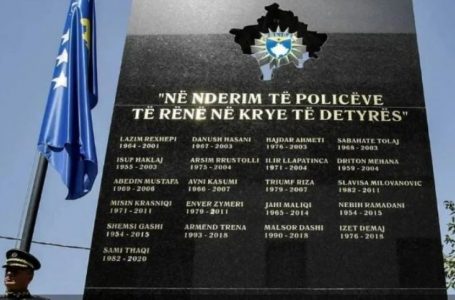 "NË NDERIM TË POLICËVE
TË RËNË NË KRYE TË DETYRËS"
LAZIM REXHEPI DANUSH HASANI HAJDAR AHMETI SABAHATE TOLAJ
1964 - 2001 1967 - 2003 1976 - 2003 1968 - 2003
ISUP HAKLAJ ARSIM RRUSTOLLI ILIR LLAPATINCA DRITON MEHANA
1955 - 2003 1975 - 2004 1971 - 2004 1959 - 2004
ABEDIN MUSTAFA AVNI KASUMI TRIUMF RIZA SLAVISA MILOVANOVIC
1969 - 2006 1966 - 2007 1979 - 2007 1982 - 2011
MISIN KRASNIQI ENVER ZYMERI JAHI MALIQI NEBIH RAMADANI
1971 - 2011 1979 - 2011 1965 - 2014 1954 - 2015
SHEMSI GASHI ARMEND TRENA MALSOR DASHI IZET DEMAJ
1954 - 2015 1993 - 2018 1990 - 2018 1976 - 2018
SAMI THAQI
1982 - 2020